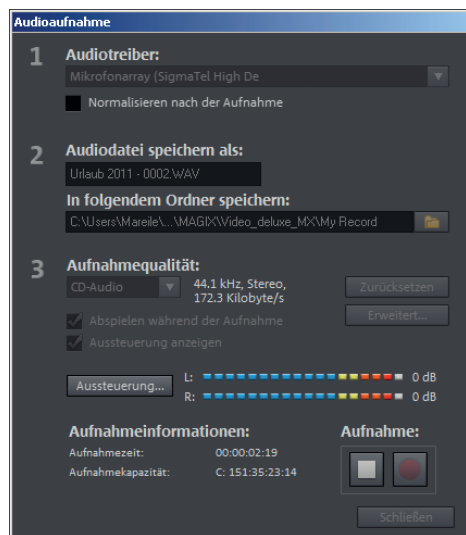 Audioaufnahme
1 Audiotreiber:
Mikrofonarray (SigmaTel High De
Normalisieren nach der Aufnahme
2 Audiodatei speichern als:
Urlaub 2011 - 0002.WAV
In folgendem Ordner speichern:
C:\Users\Mareile\...\MAGIX\Video_deluxe_MX\My Record
3 Aufnahmequalität:
CD-Audio 44.1 kHz, Stereo, Zurücksetzen
172.3 Kilobyte/s
Abspielen während der Aufnahme Erweitert...
Aussteuerung anzeigen
Aussteuerung... L: 0 dB
R: 0 dB
Aufnahmeinformationen: Aufnahme:
Aufnahmezeit: 00:00:02:19
Aufnahmekapazität: C: 151:35:23:14
Schließen